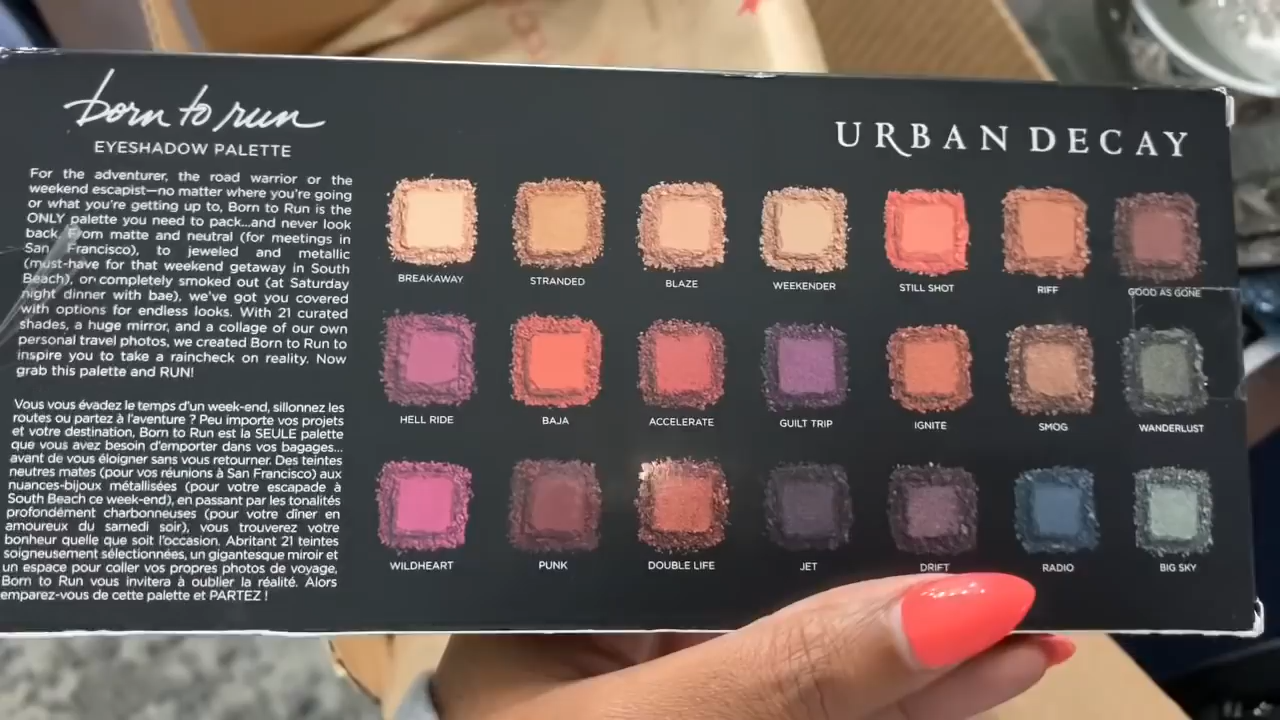 born to run
EYESHADOW PALETTE
For the adventurer, the road warrior or the
weekend escapist—no matter where you're going
or what you're getting up to, Born to Run is the
ONLY palette you need to pack...and never look
back. From matte and neutral (for meetings in
San Francisco), to jeweled and metallic
(must-have for that weekend getaway in South
Beach), or completely smoked out (at Saturday
night dinner with bae), we've got you covered
with options for endless looks. With 21 curated
shades, a huge mirror, and a collage of our own
personal travel photos, we created Born to Run to
inspire you to take a raincheck on reality. Now
grab this palette and RUN!
Vous vous évadez le temps d'un week-end, sillonnez les
routes ou partez à l'aventure ? Peu importe vos projets
et votre destination, Born to Run est la SEULE palette
que vous avez besoin d'emporter dans vos bagages...
avant de vous éloigner sans vous retourner. Des teintes
neutres mates (pour vos réunions à San Francisco) aux
nuances-bijoux métallisées (pour votre escapade à
South Beach ce week-end), en passant par les tonalités
profondément charbonneuses (pour votre dîner en
amoureux du samedi soir), vous trouverez votre
bonheur quelle que soit l'occasion. Abritant 21 teintes
soigneusement sélectionnées, un gigantesque miroir et
un espace pour coller vos propres photos de voyage,
Born to Run vous invitera à oublier la réalité. Alors
emparez-vous de cette palette et PARTEZ !
URBAN DECAY
BREAKAWAY STRANDED BLAZE WEEKENDER STILL SHOT RIFF GOOD AS GONE
HELL RIDE BAJA ACCELERATE GUILT TRIP IGNITE SMOG WANDERLUST
WILDHEART PUNK DOUBLE LIFE JET DRIFT RADIO BIG SKY